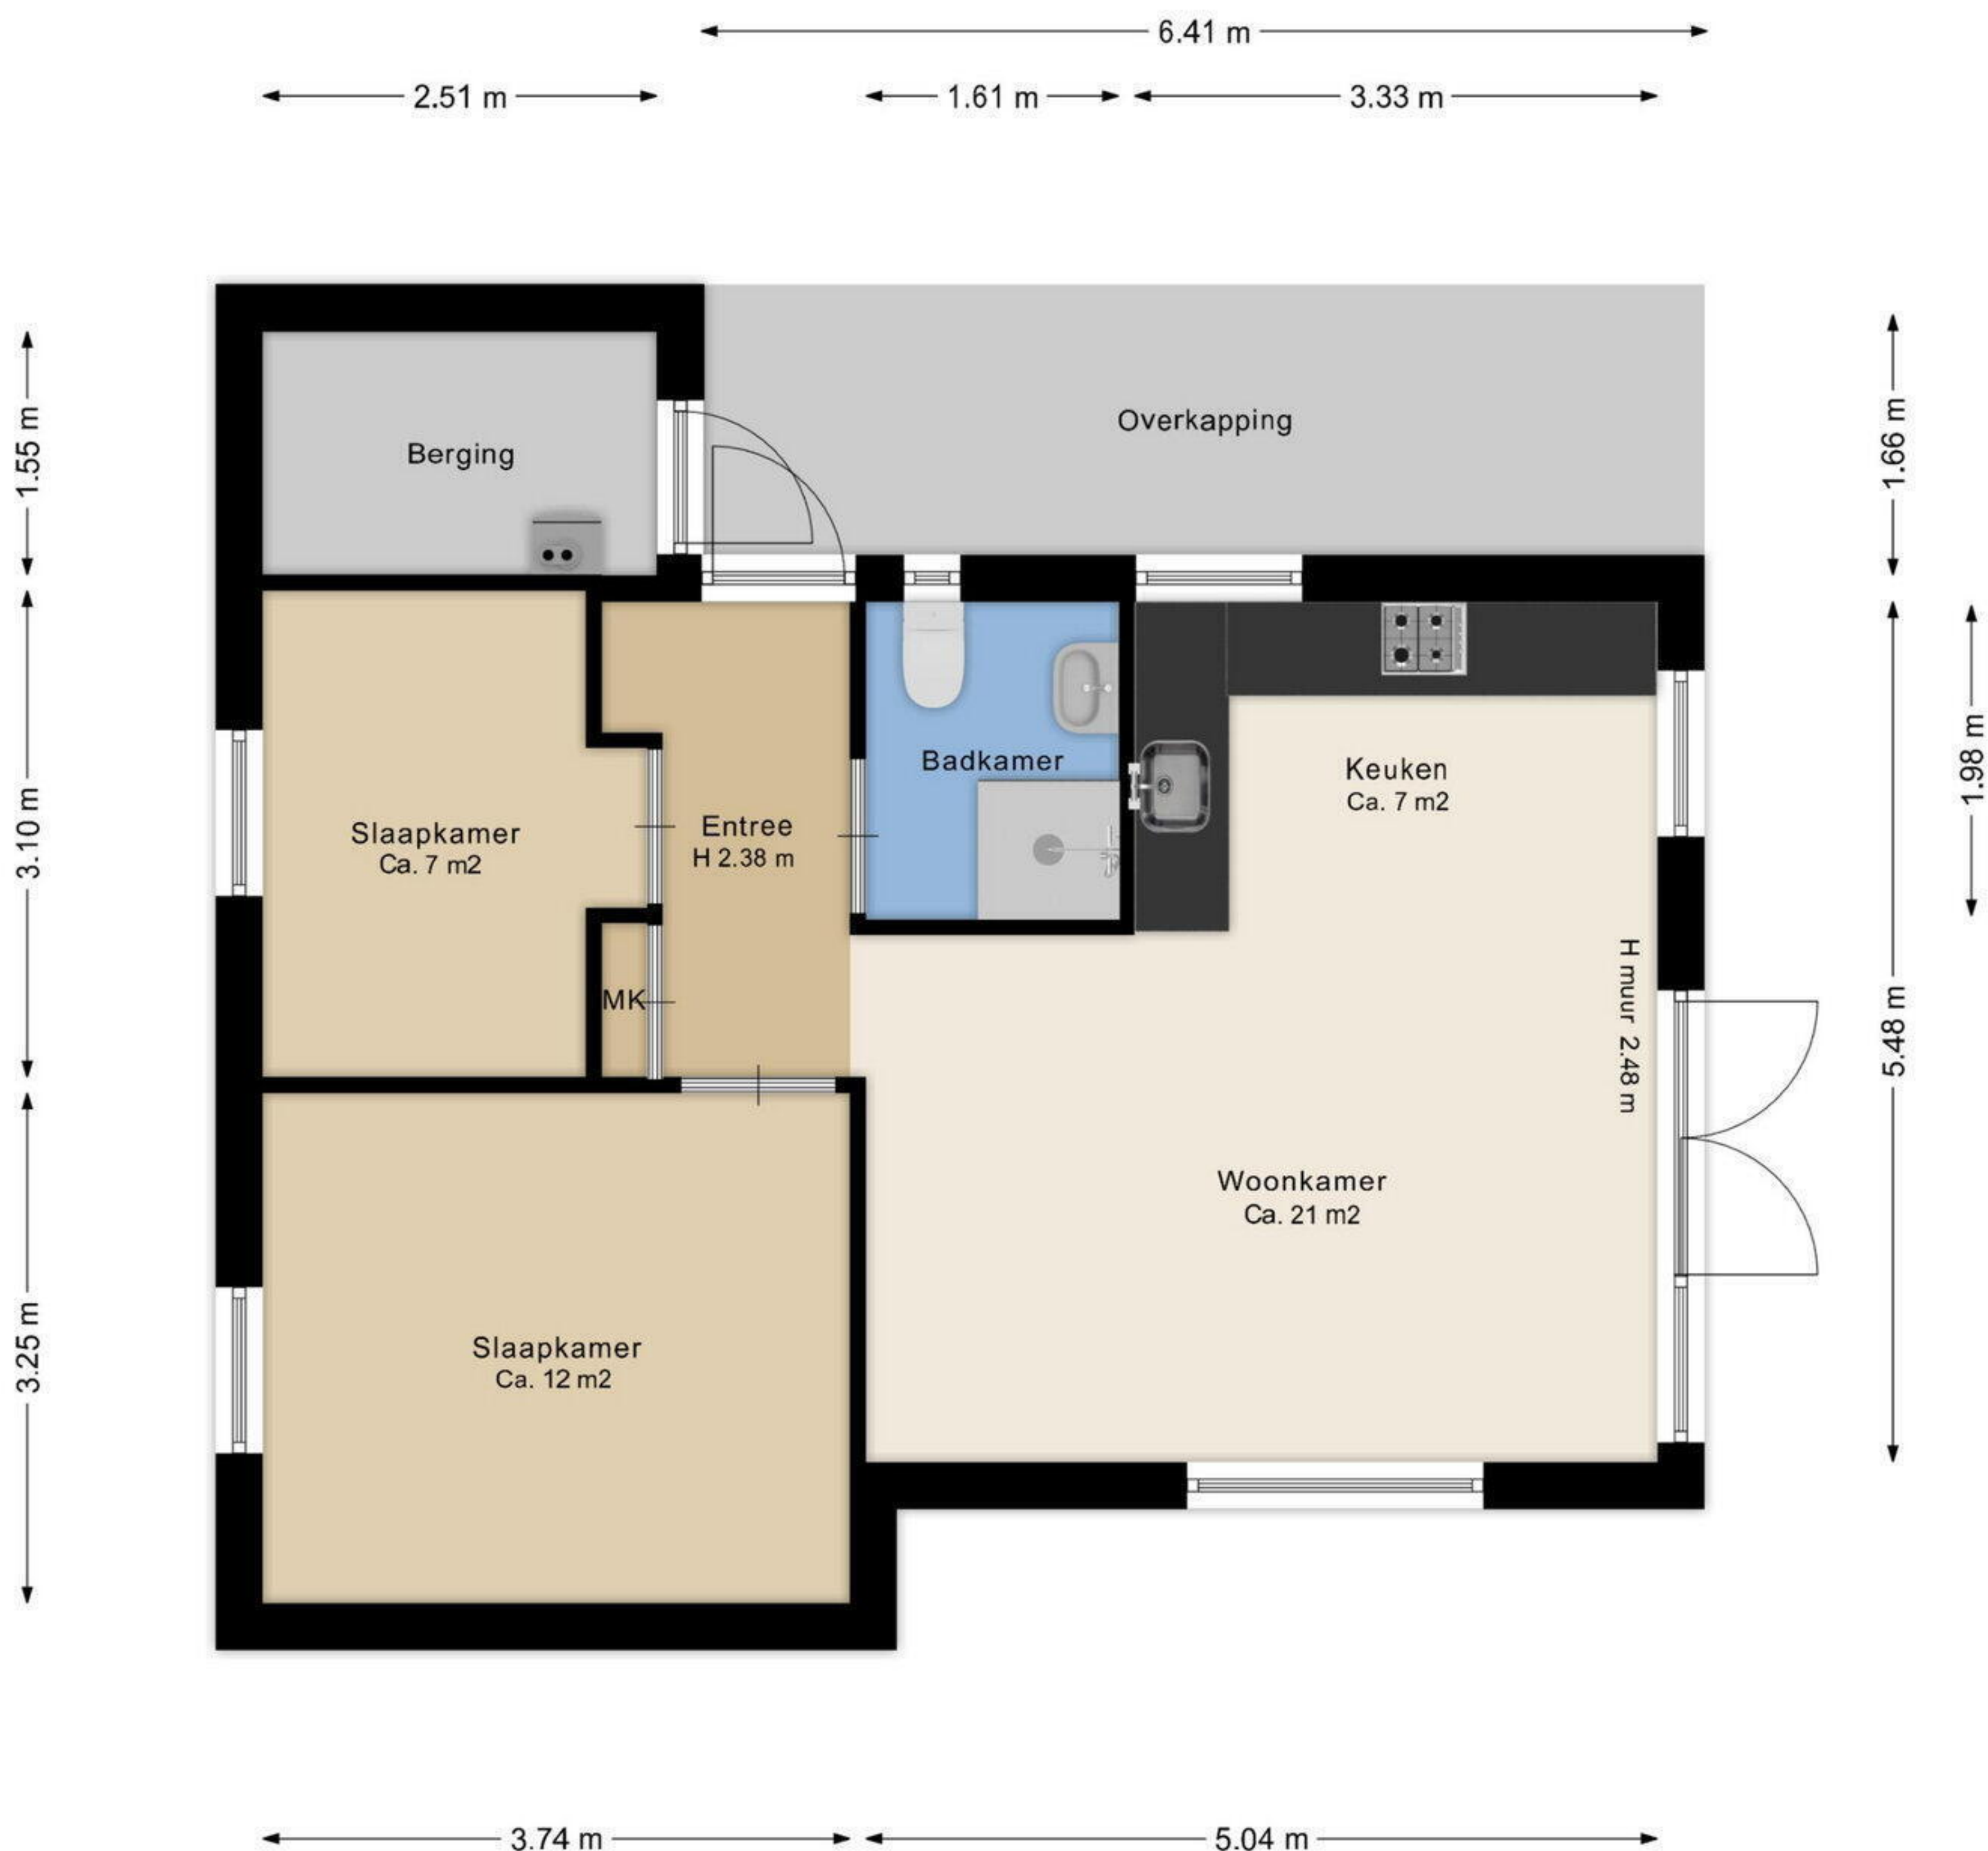 6.41 m
2.51 m
1.61 m
3.33 m
1.55 m
Berging
Overkapping
1.66 m
3.10 m
Slaapkamer
Ca. 7 m2
Entree
H 2.38 m
Badkamer
Keuken
Ca. 7 m2
1.98 m
MK
H muur 2.48 m
5.48 m
Woonkamer
Ca. 21 m2
3.25 m
Slaapkamer
Ca. 12 m2
3.74 m
5.04 m